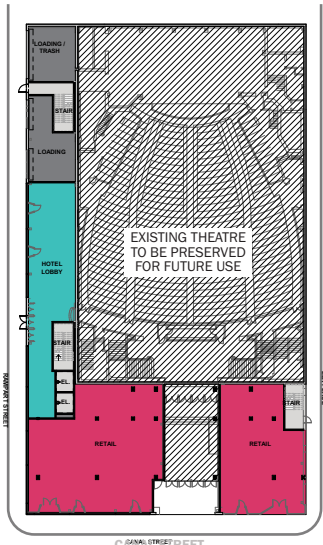 LOADING /
TRASH
STAIR
LOADING
EXISTING THEATRE
TO BE PRESERVED
FOR FUTURE USE
HOTEL
LOBBY
STAIR
EL.
EL.
STAIR
RETAIL
RETAIL
RAMPART STREET
CANAL STREET